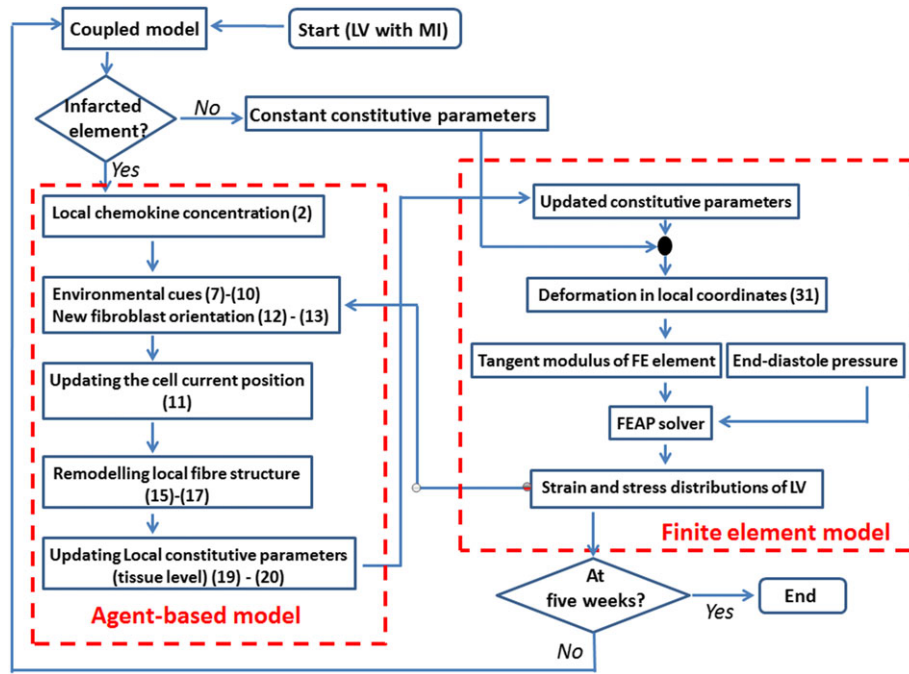 Coupled model
Start (LV with MI)
Infarcted
element?
No
Constant constitutive parameters
Yes
Local chemokine concentration (2)
Environmental cues (7)-(10)
New fibroblast orientation (12) - (13)
Updating the cell current position
(11)
Remodelling local fibre structure
(15)-(17)
Updating Local constitutive parameters
(tissue level) (19) - (20)
Agent-based model
Updated constitutive parameters
Deformation in local coordinates (31)
Tangent modulus of FE element
End-diastole pressure
FEAP solver
Strain and stress distributions of LV
Finite element model
At
five weeks?
Yes
End
No